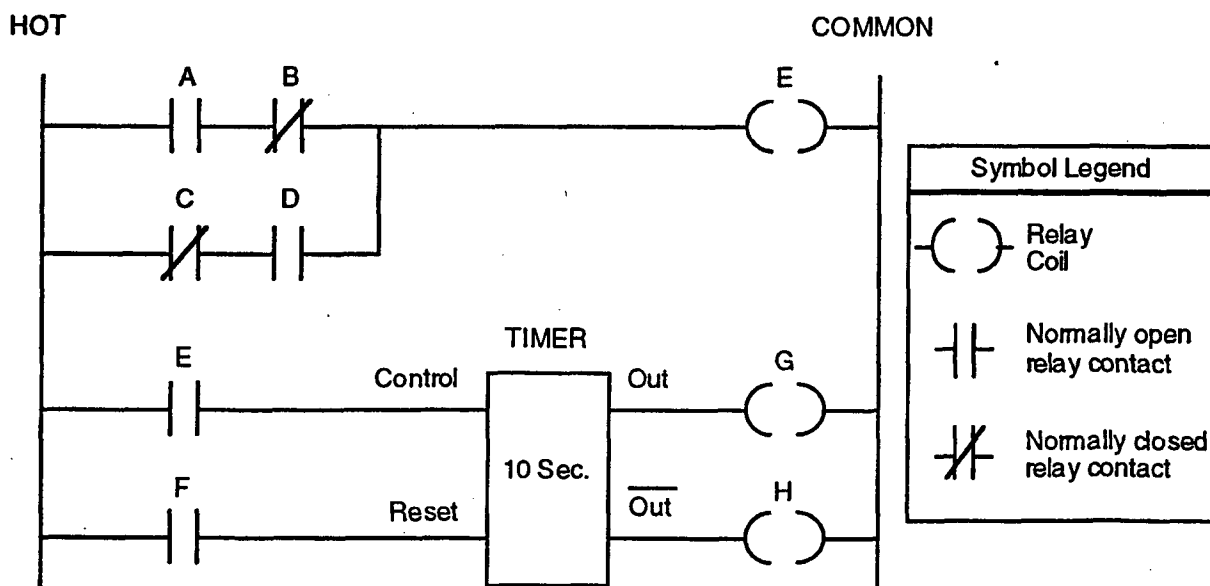 HOT
COMMON
A
B
E
C
D
Symbol Legend
Relay
Coil
Normally open
relay contact
Normally closed
relay contact
TIMER
E
Control
Out
G
10 Sec.
F
Reset
O̅u̅t̅
H